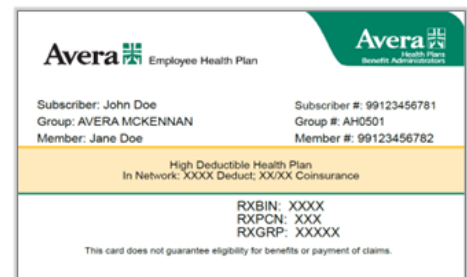 Avera Employee Health Plan
Avera
Health Plans
Benefit Administrators
Subscriber: John Doe
Subscriber #: 99123456781
Group: AVERA MCKENNAN
Group #: AH0501
Member: Jane Doe
Member #: 99123456782
High Deductible Health Plan
In Network: XXXX Deduct; XX/XX Coinsurance
RXBIN: XXXX
RXPCN: XXX
RXGRP: XXXXX
This card does not guarantee eligibility for benefits or payment of claims.